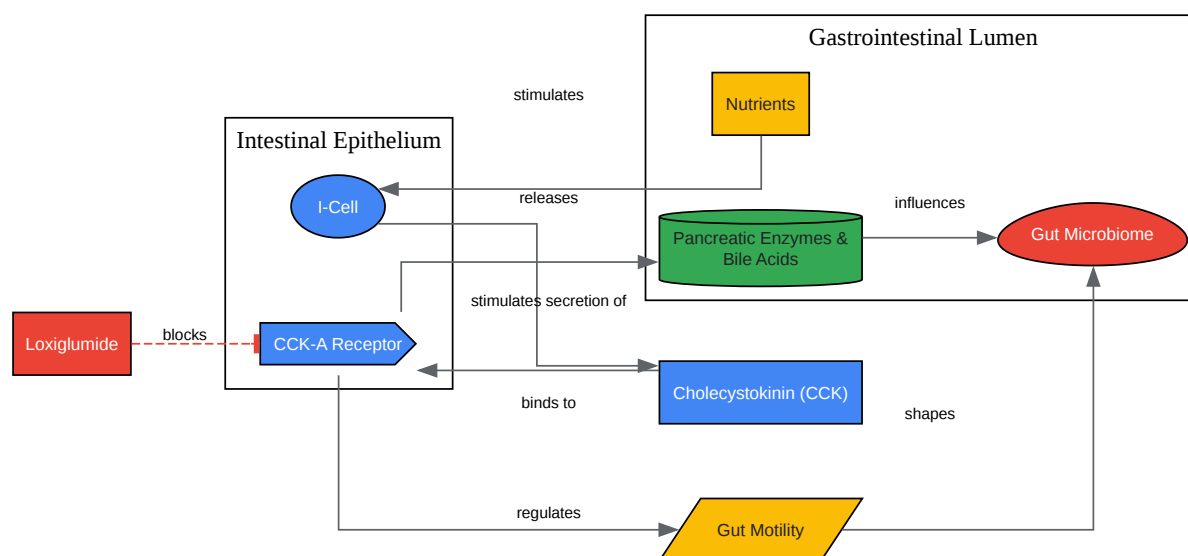 Gastrointestinal Lumen
Nutrients
stimulates
Intestinal Epithelium
I-Cell
releases
influences
Pancreatic Enzymes &
Bile Acids
Gut Microbiome
stimulates secretion of
Loxiglumide
blocks
CCK-A Receptor
Cholecystokinin (CCK)
binds to
shapes
regulates
Gut Motility